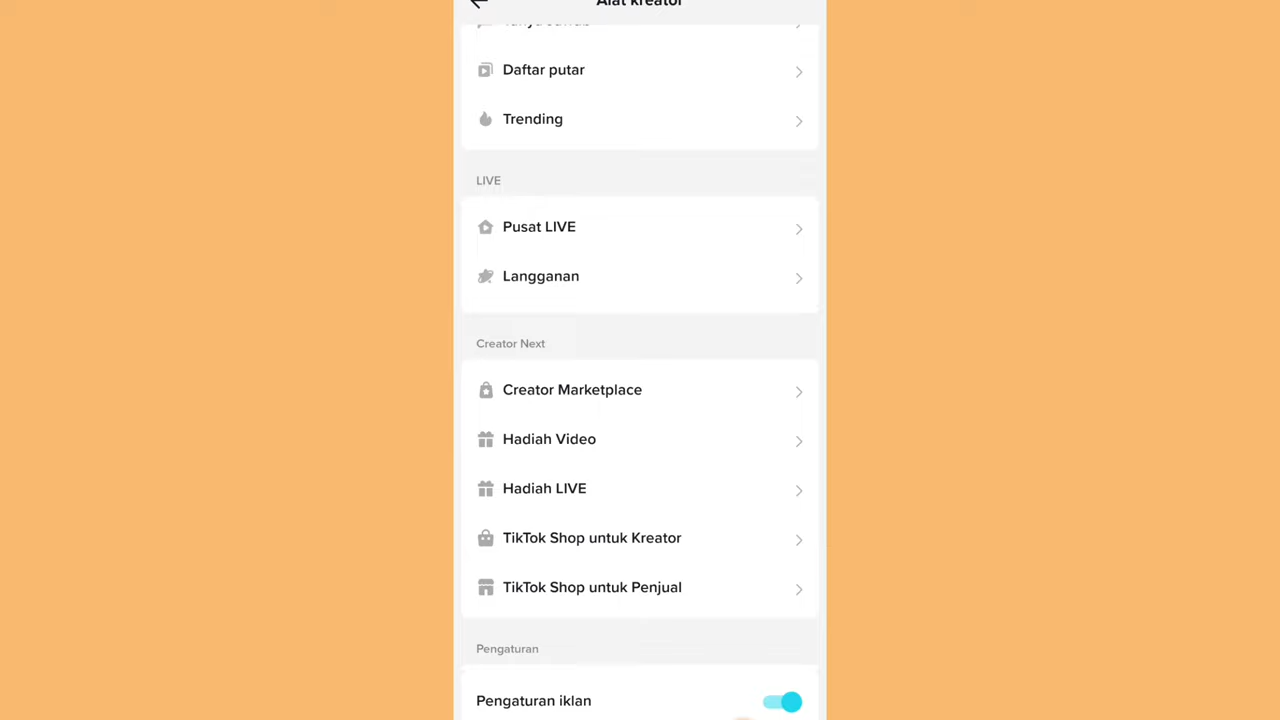 Alat kreator
Daftar putar
Trending
LIVE
Pusat LIVE
Langganan
Creator Next
Creator Marketplace
Hadiah Video
Hadiah LIVE
TikTok Shop untuk Kreator
TikTok Shop untuk Penjual
Pengaturan
Pengaturan iklan